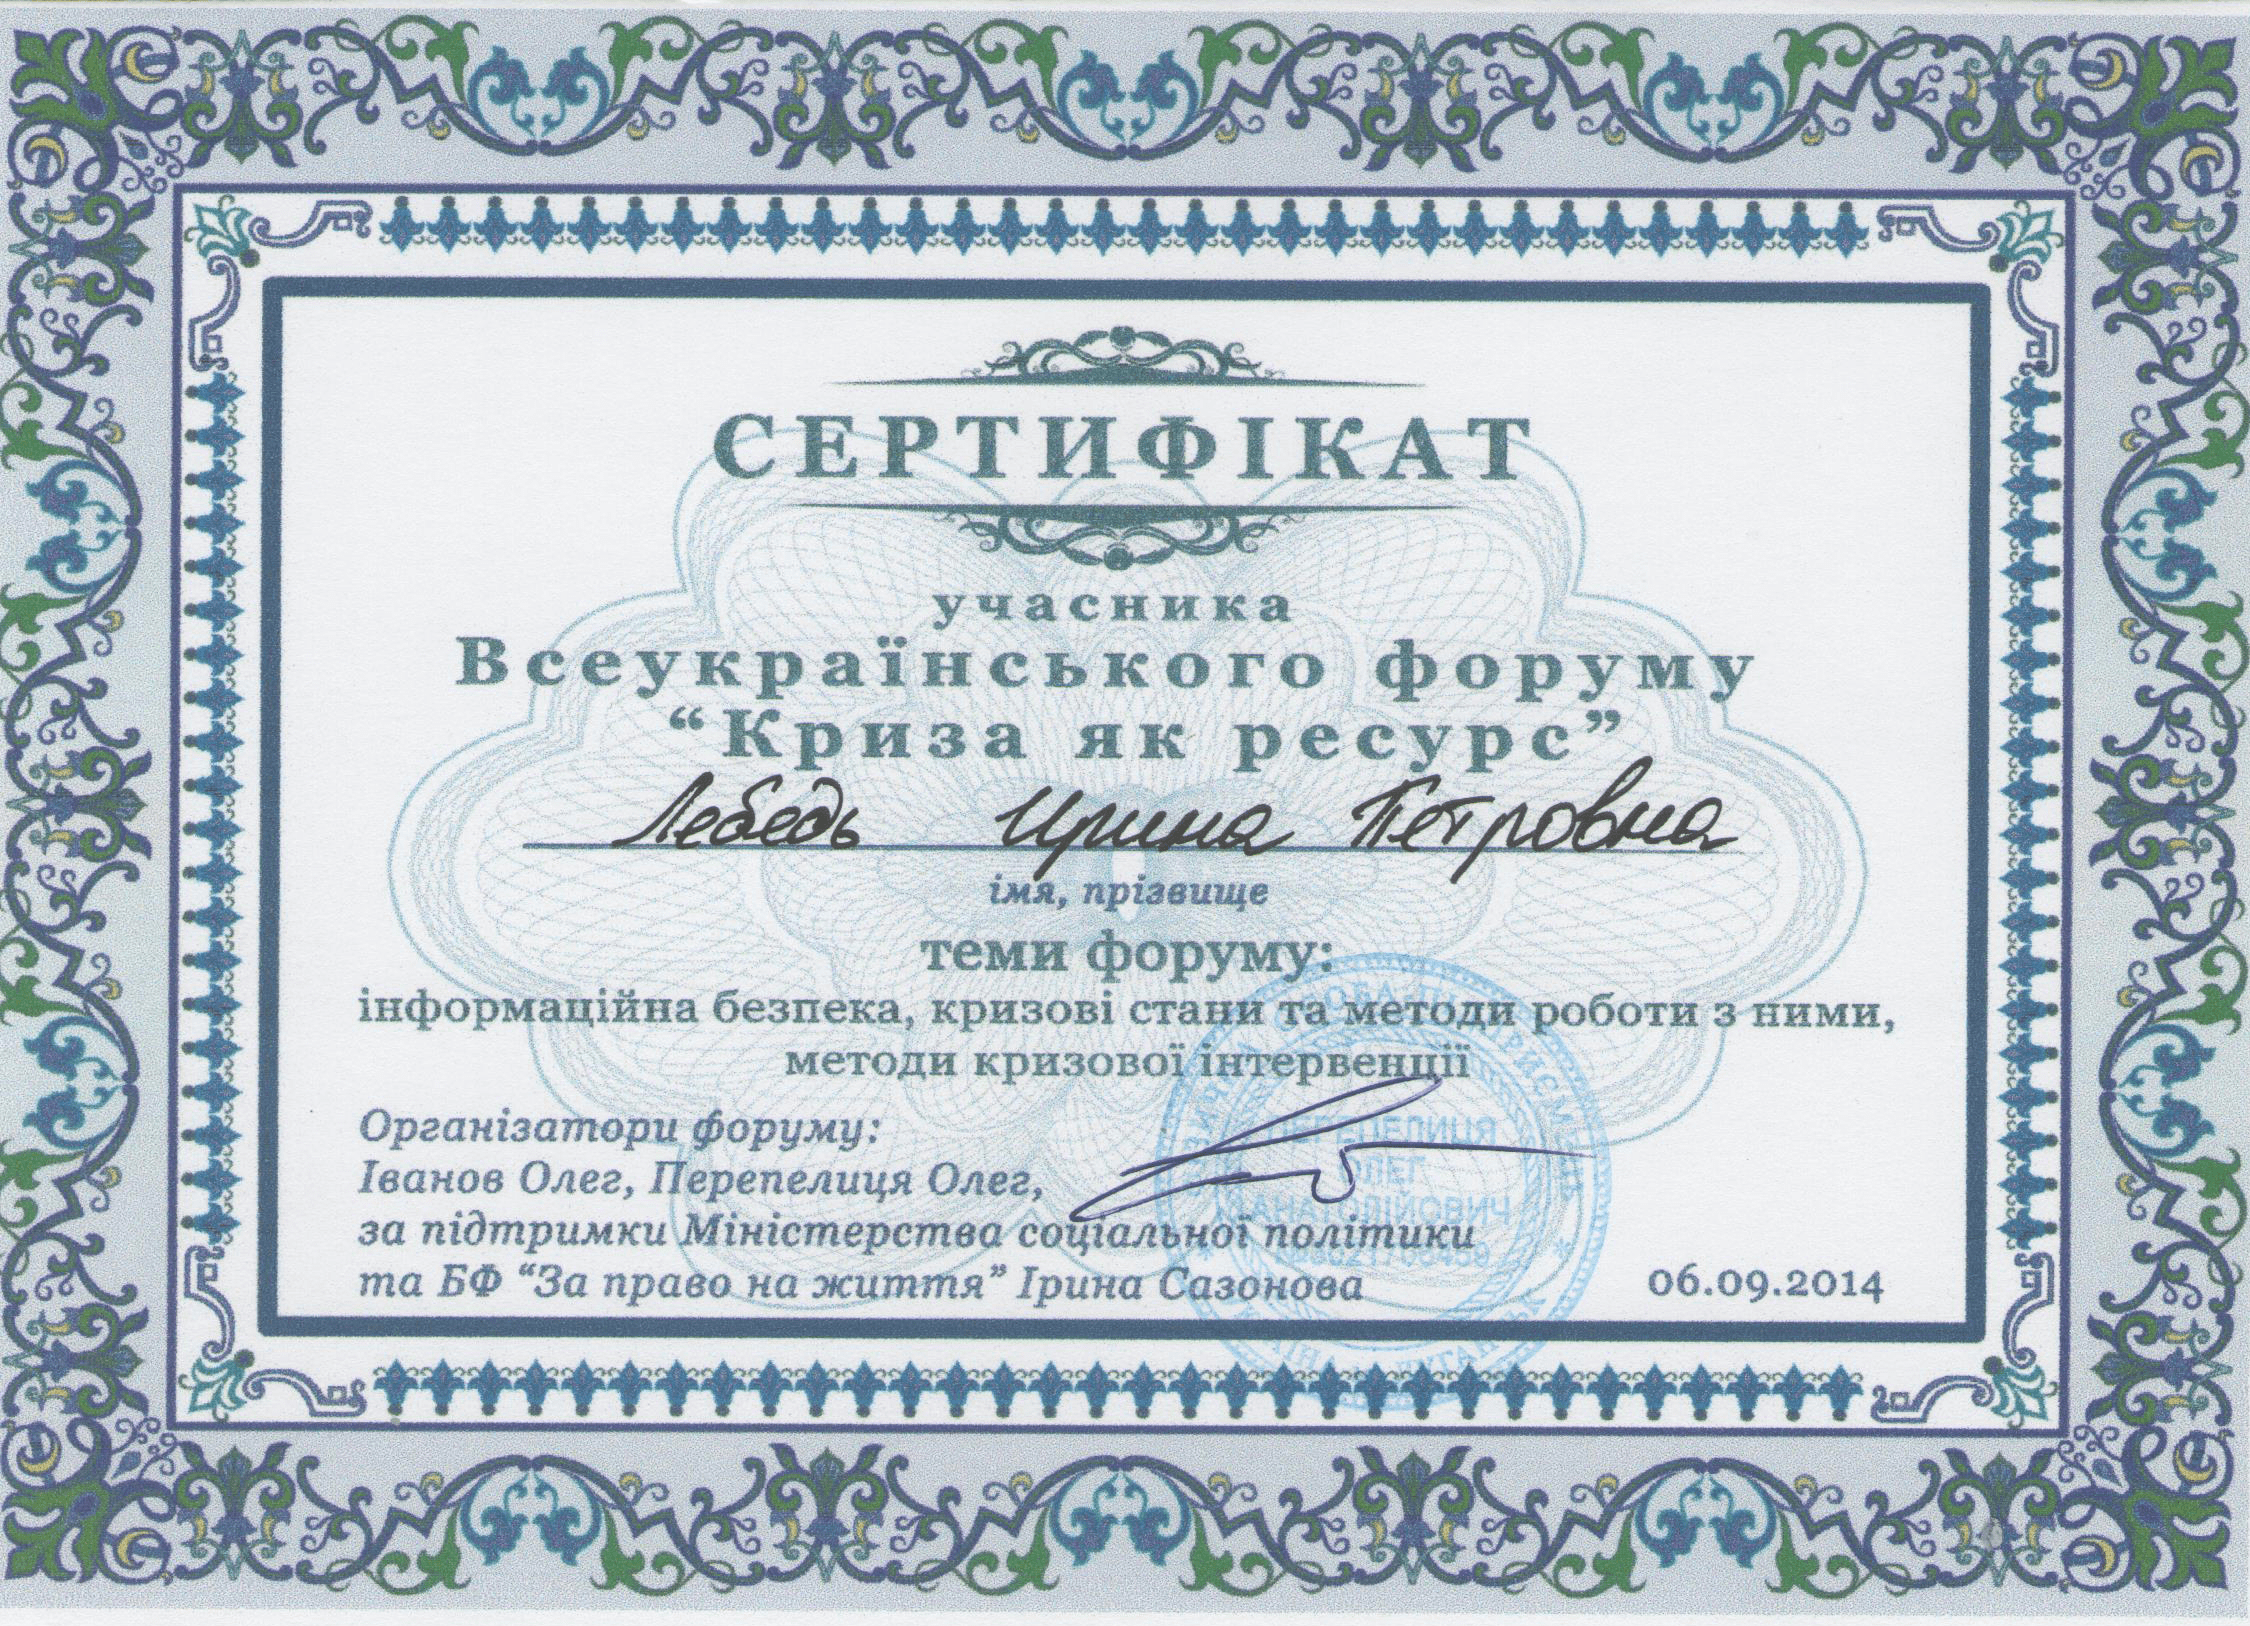 СЕРТИФІКАТ
учасника
Всеукраїнського форуму
“Криза як ресурс”
Лебедь Ирина Петровна
імя, прізвище
теми форуму:
інформаційна безпека, кризові стани та методи роботи з ними,
методи кризової інтервенції
Організатори форуму:
Іванов Олег, Перепелиця Олег,
за підтримки Міністерства соціальної політики
та БФ “За право на життя” Ірина Сазонова
06.09.2014
ПЕРЕПЕЛИЦЯ
ОЛЕГ
АНАТОЛІЙОВИЧ